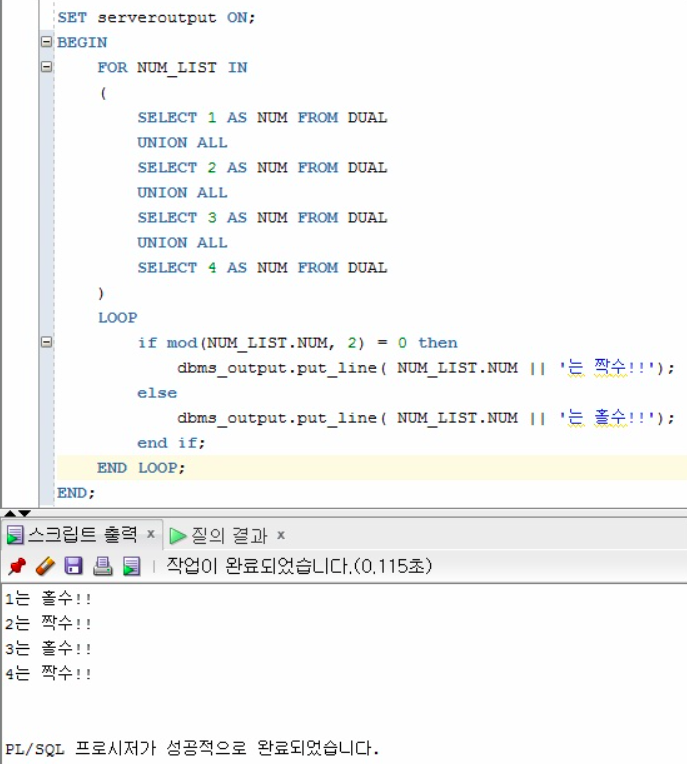 SET serveroutput ON;
BEGIN
FOR NUM_LIST IN
(
SELECT 1 AS NUM FROM DUAL
UNION ALL
SELECT 2 AS NUM FROM DUAL
UNION ALL
SELECT 3 AS NUM FROM DUAL
UNION ALL
SELECT 4 AS NUM FROM DUAL
)
LOOP
if mod(NUM_LIST.NUM, 2) = 0 then
dbms_output.put_line( NUM_LIST.NUM || '는 짝수!!');
else
dbms_output.put_line( NUM_LIST.NUM || '는 홀수!!');
end if;
END LOOP;
END;
스크립트 출력 x 질의 결과 x
작업이 완료되었습니다.(0.115초)
1는 홀수!!
2는 짝수!!
3는 홀수!!
4는 짝수!!
PL/SQL 프로시저가 성공적으로 완료되었습니다.